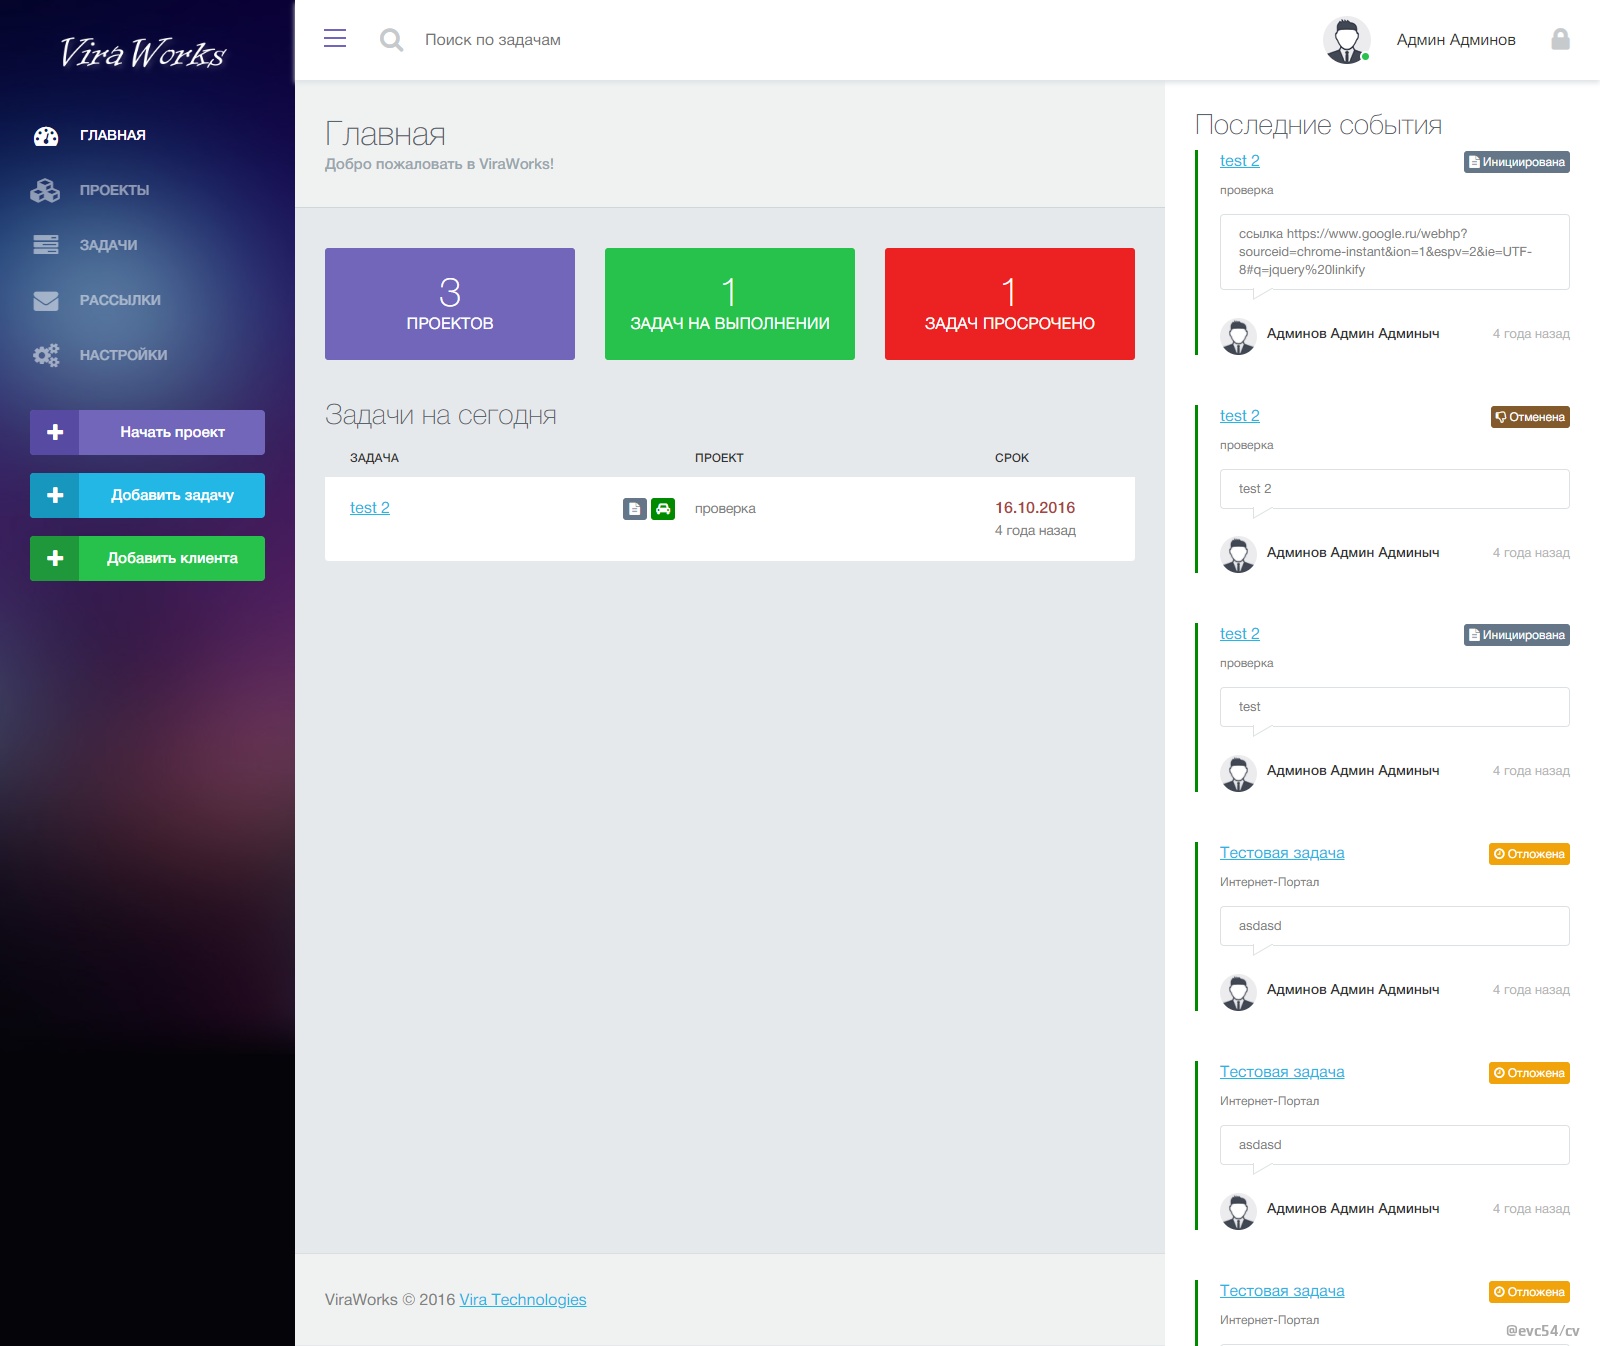 Vira Works
ГЛАВНАЯ
ПРОЕКТЫ
ЗАДАЧИ
РАССЫЛКИ
НАСТРОЙКИ
Начать проект
Добавить задачу
Добавить клиента
Поиск по задачам
Админ Админов
Главная
Добро пожаловать в ViraWorks!
3
ПРОЕКТОВ
1
ЗАДАЧ НА ВЫПОЛНЕНИИ
1
ЗАДАЧ ПРОСРОЧЕНО
Задачи на сегодня
ЗАДАЧА ПРОЕКТ СРОК
test 2 проверка 16.10.2016
4 года назад
ViraWorks © 2016 Vira Technologies
Последние события
test 2 Инициирована
проверка
ссылка https://www.google.ru/webhp?
sourceid=chrome-instant&ion=1&espv=2&ie=UTF-
8#q=jquery%20linkify
Админов Админ Админыч 4 года назад
test 2 Отменена
проверка
test 2
Админов Админ Админыч 4 года назад
test 2 Инициирована
проверка
test
Админов Админ Админыч 4 года назад
Тестовая задача Отложена
Интернет-Портал
asdasd
Админов Админ Админыч 4 года назад
Тестовая задача Отложена
Интернет-Портал
asdasd
Админов Админ Админыч 4 года назад
Тестовая задача Отложена
Интернет-Портал
@evc54/cv